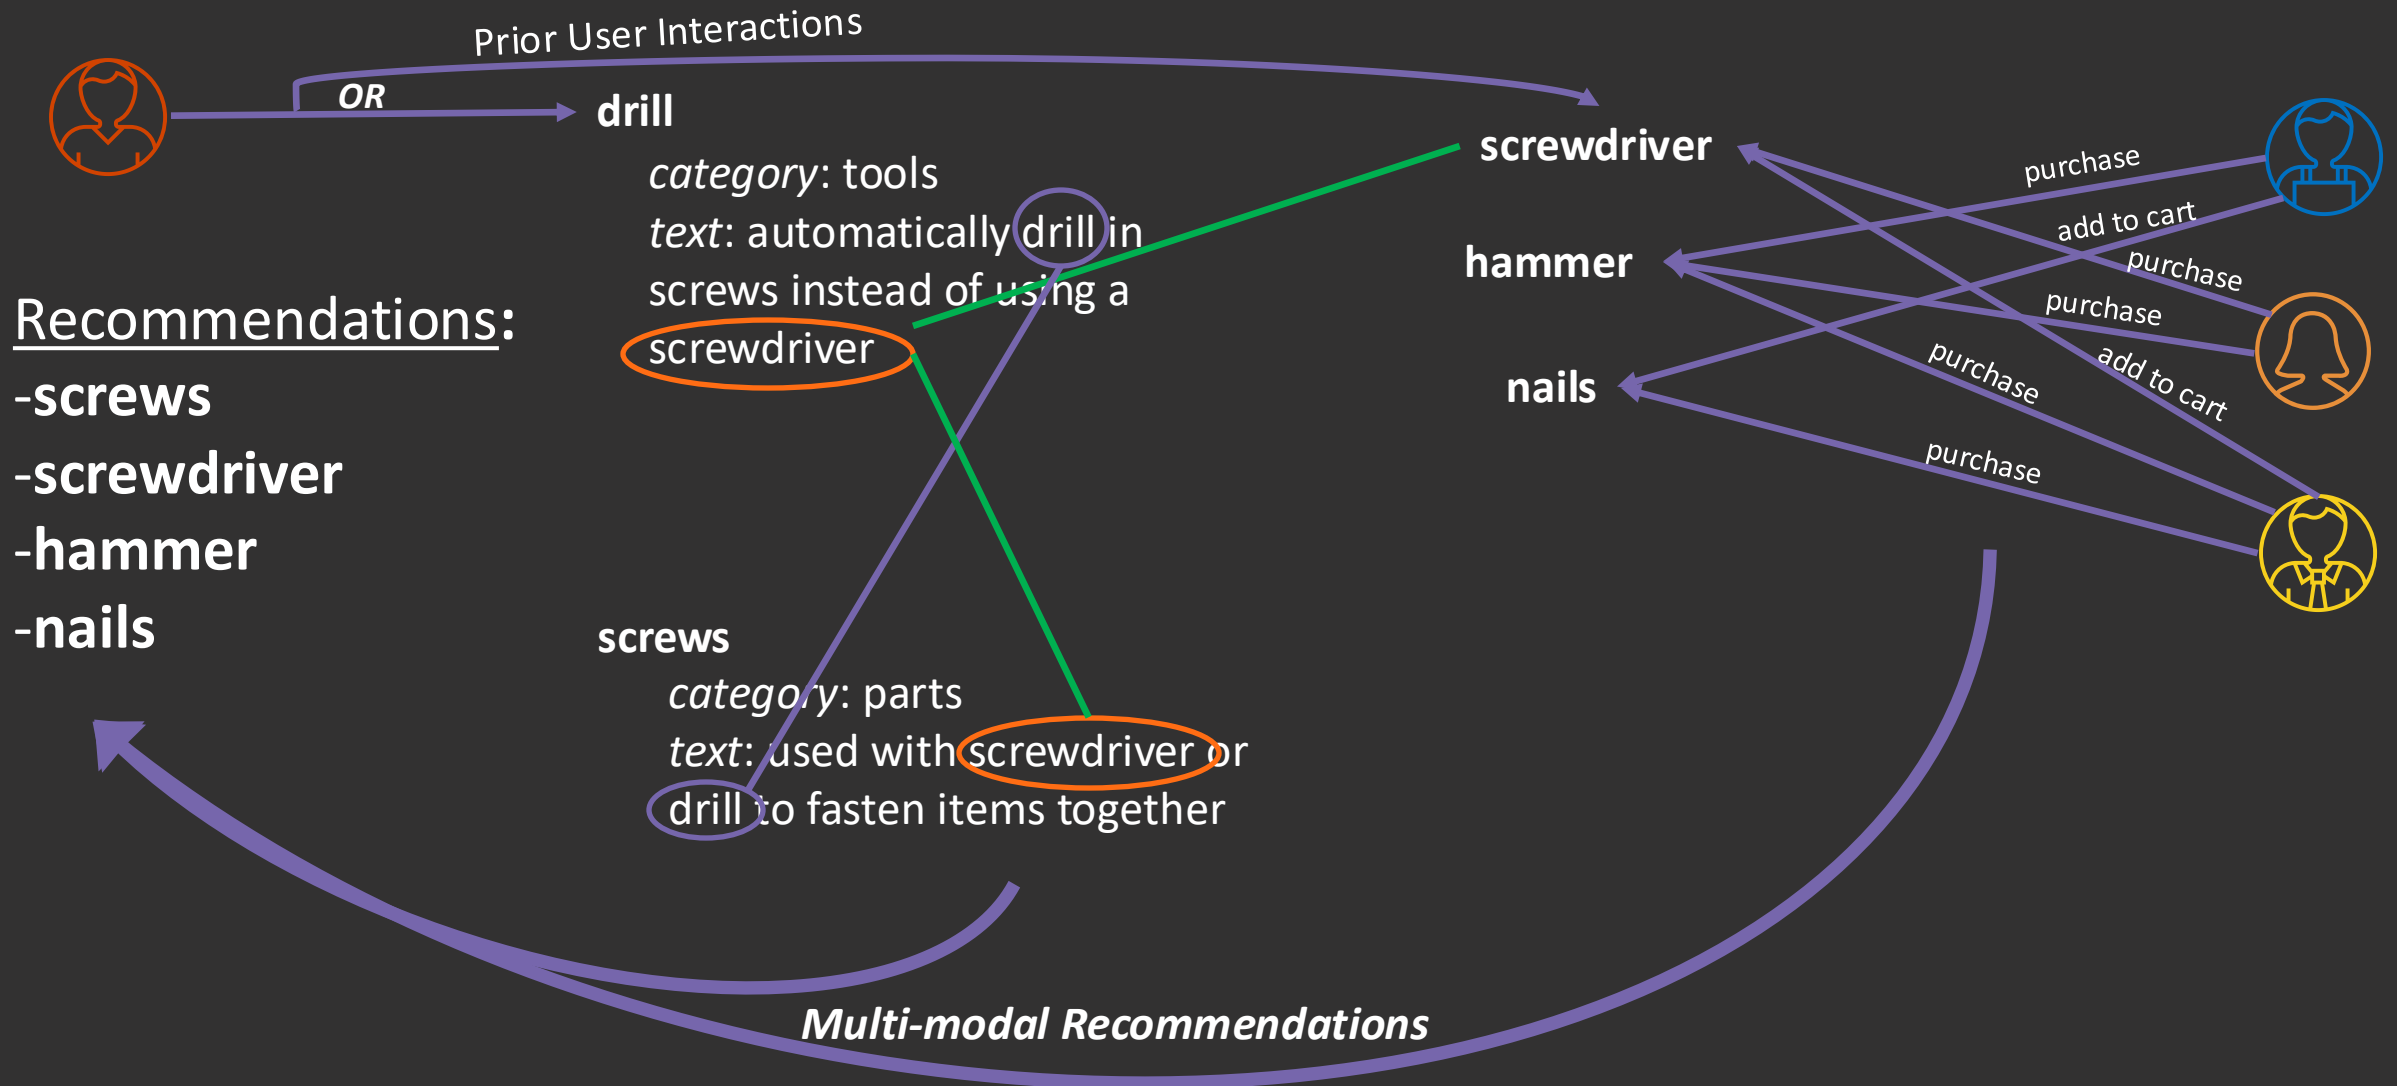 Prior User Interactions
OR
drill
category: tools
text: automatically drill in
screws instead of using a
screwdriver
screwdriver
hammer
nails
purchase
add to cart
purchase
purchase
add to cart
purchase
purchase
Recommendations:
-screws
-screwdriver
-hammer
-nails
screws
category: parts
text: used with screwdriver or
drill to fasten items together
Multi-modal Recommendations